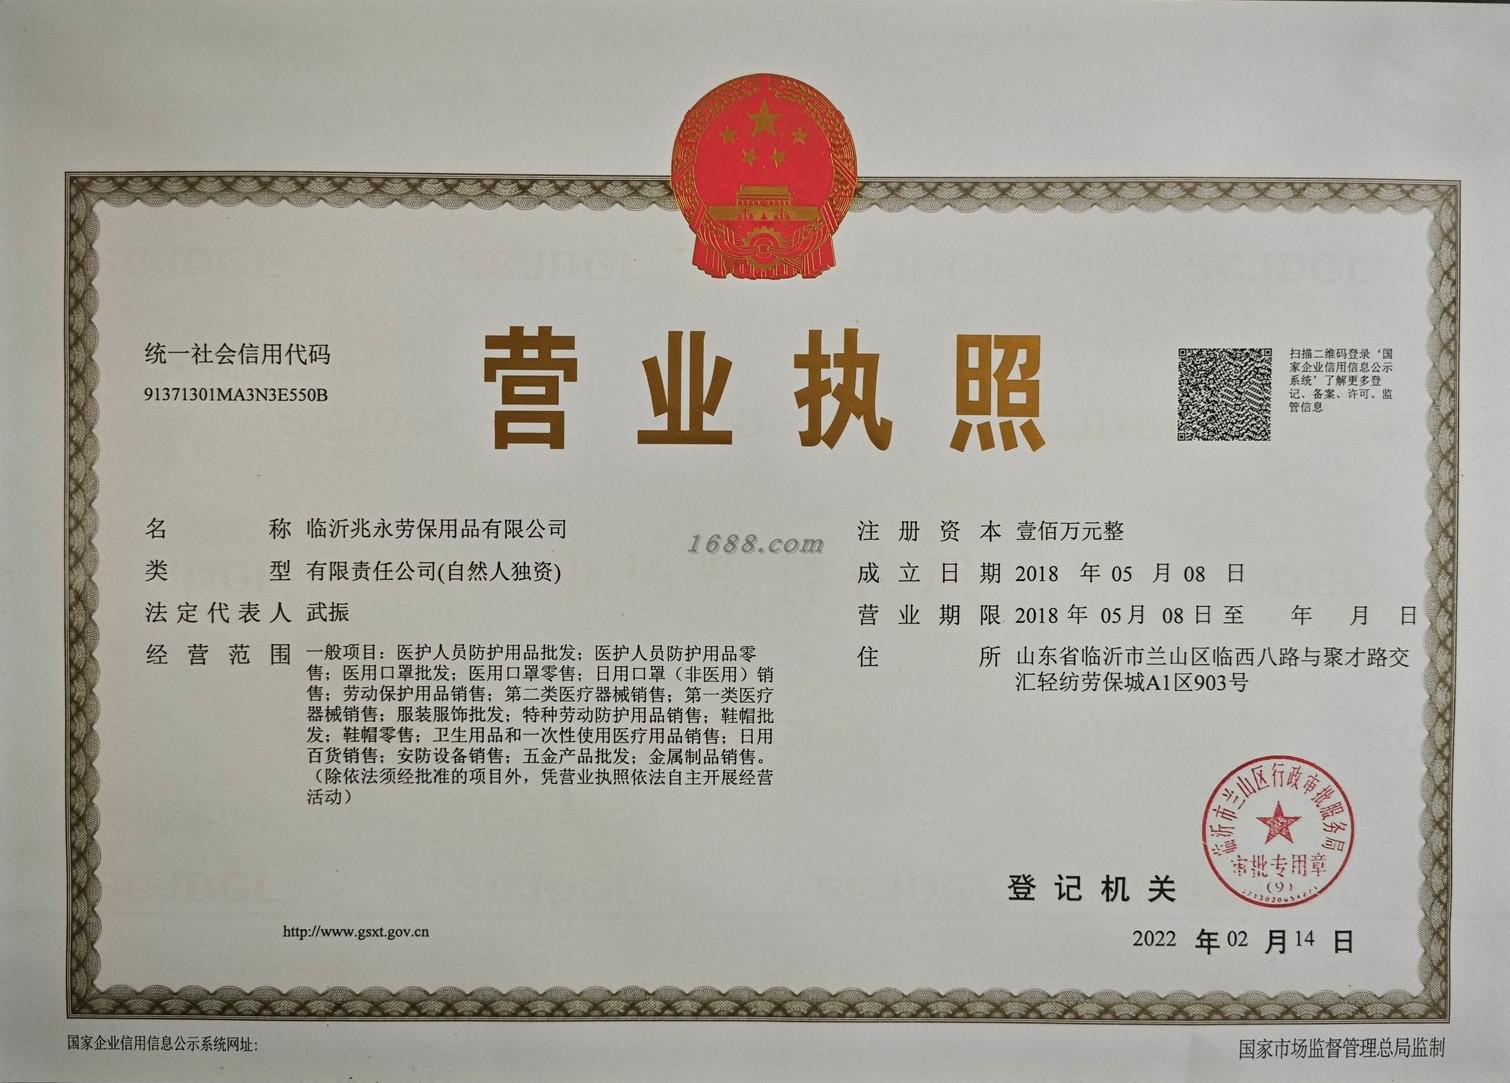 统一社会信用代码
91371301MA3N3E550B
营业执照
扫描二维码登录‘国
家企业信用信息公示
系统’了解更多登
记、备案、许可、监
管信息
名称 临沂兆永劳保用品有限公司
类型 有限责任公司(自然人独资)
法定代表人 武振
经营范围 一般项目：医护人员防护用品批发；医护人员防护用品零
售；医用口罩批发；医用口罩零售；日用口罩（非医用）销
售；劳动保护用品销售；第二类医疗器械销售；第一类医疗
器械销售；服装服饰批发；特种劳动防护用品销售；鞋帽批
发；鞋帽零售；卫生用品和一次性使用医疗用品销售；日用
百货销售；安防设备销售；五金产品批发；金属制品销售。
（除依法须经批准的项目外，凭营业执照依法自主开展经营
活动）
1688.com
注册资本 壹佰万元整
成立日期 2018 年 05 月 08 日
营业期限 2018 年 05月 08 日 至 年 月 日
住所 山东省临沂市兰山区临西八路与聚才路交
汇轻纺劳保城A1区903号
临沂市兰山区行政审批服务局
审批专用章
(9)
登记机关
2022 年 02 月 14 日
http://www.gsxt.gov.cn
国家企业信用信息公示系统网址：
国家市场监督管理总局监制